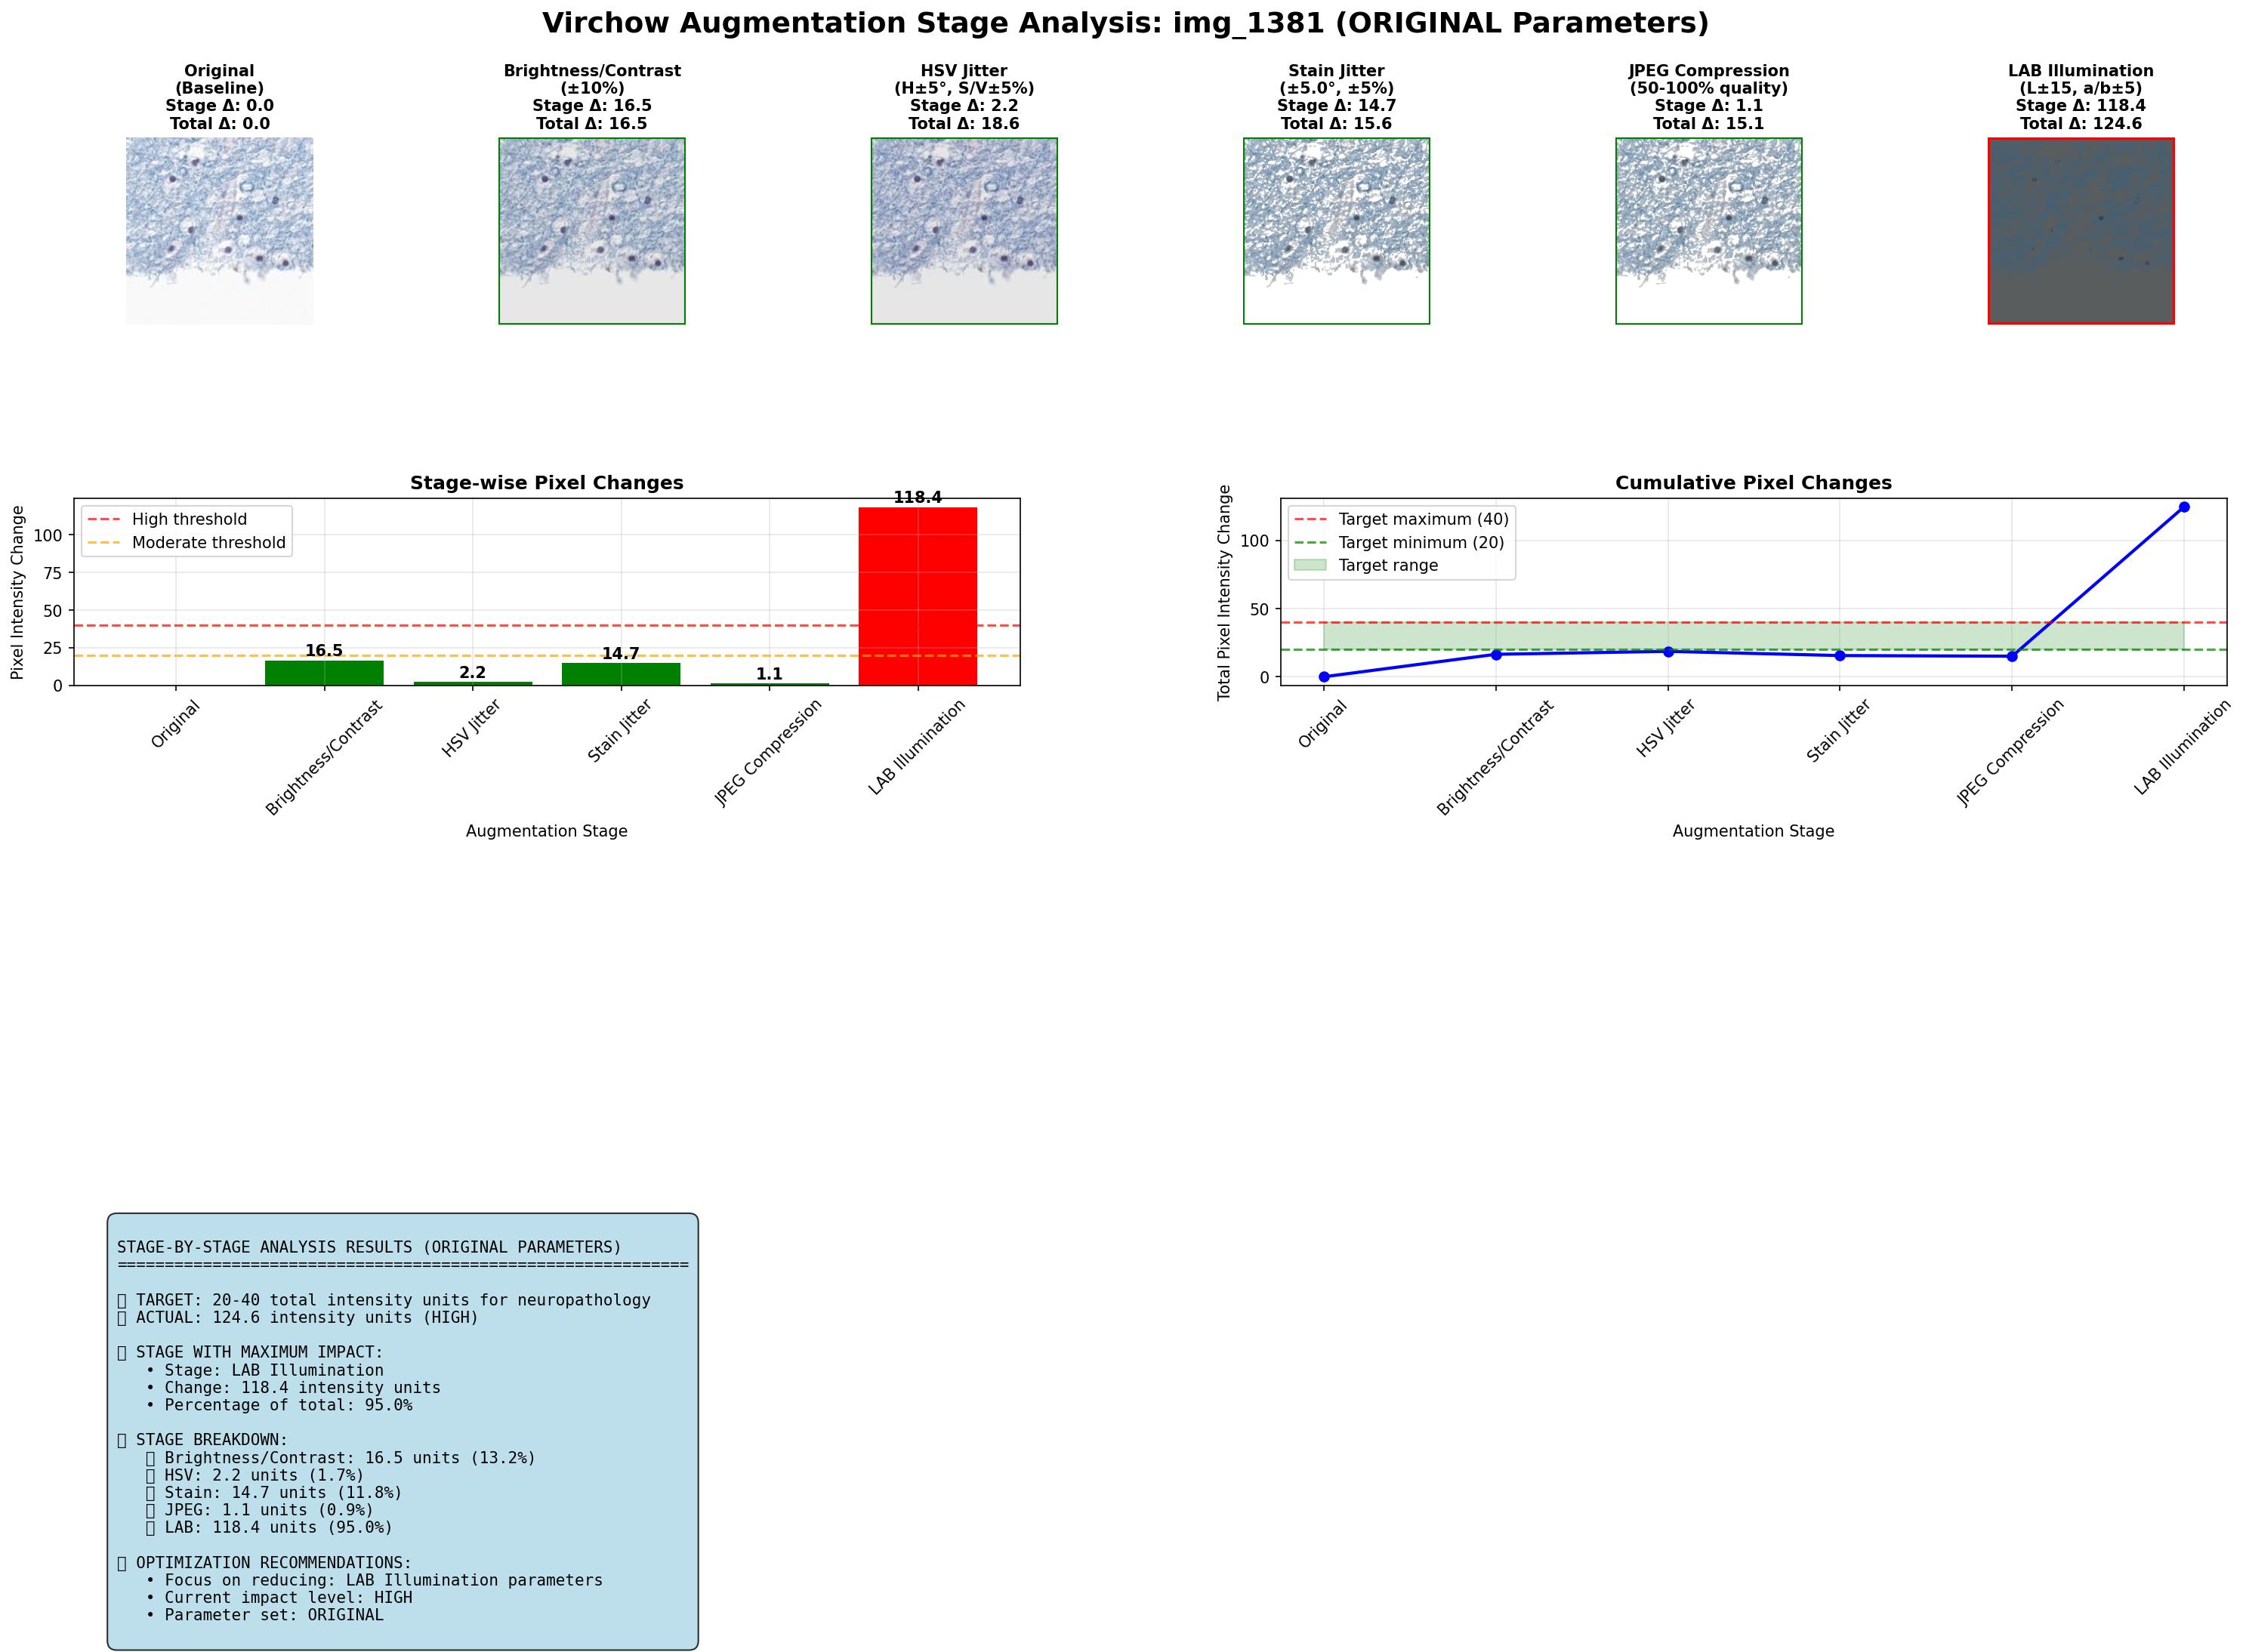 Virchow Augmentation Stage Analysis: img_1381 (ORIGINAL Parameters)
Original
(Baseline)
Stage Δ: 0.0
Total Δ: 0.0
Brightness/Contrast
(±10%)
Stage Δ: 16.5
Total Δ: 16.5
HSV Jitter
(H±5°, S/V±5%)
Stage Δ: 2.2
Total Δ: 18.6
Stain Jitter
(±5.0°, ±5%)
Stage Δ: 14.7
Total Δ: 15.6
JPEG Compression
(50-100% quality)
Stage Δ: 1.1
Total Δ: 15.1
LAB Illumination
(L±15, a/b±5)
Stage Δ: 118.4
Total Δ: 124.6
Stage-wise Pixel Changes
Pixel Intensity Change
100
75
50
25
0
High threshold
Moderate threshold
16.5
2.2
14.7
1.1
118.4
Original
Brightness/Contrast
HSV Jitter
Stain Jitter
JPEG Compression
LAB Illumination
Augmentation Stage
Cumulative Pixel Changes
Total Pixel Intensity Change
100
50
0
Target maximum (40)
Target minimum (20)
Target range
Original
Brightness/Contrast
HSV Jitter
Stain Jitter
JPEG Compression
LAB Illumination
Augmentation Stage
STAGE-BY-STAGE ANALYSIS RESULTS (ORIGINAL PARAMETERS)
============================================================
TARGET: 20-40 total intensity units for neuropathology
ACTUAL: 124.6 intensity units (HIGH)
STAGE WITH MAXIMUM IMPACT:
• Stage: LAB Illumination
• Change: 118.4 intensity units
• Percentage of total: 95.0%
STAGE BREAKDOWN:
Brightness/Contrast: 16.5 units (13.2%)
HSV: 2.2 units (1.7%)
Stain: 14.7 units (11.8%)
JPEG: 1.1 units (0.9%)
LAB: 118.4 units (95.0%)
OPTIMIZATION RECOMMENDATIONS:
• Focus on reducing: LAB Illumination parameters
• Current impact level: HIGH
• Parameter set: ORIGINAL